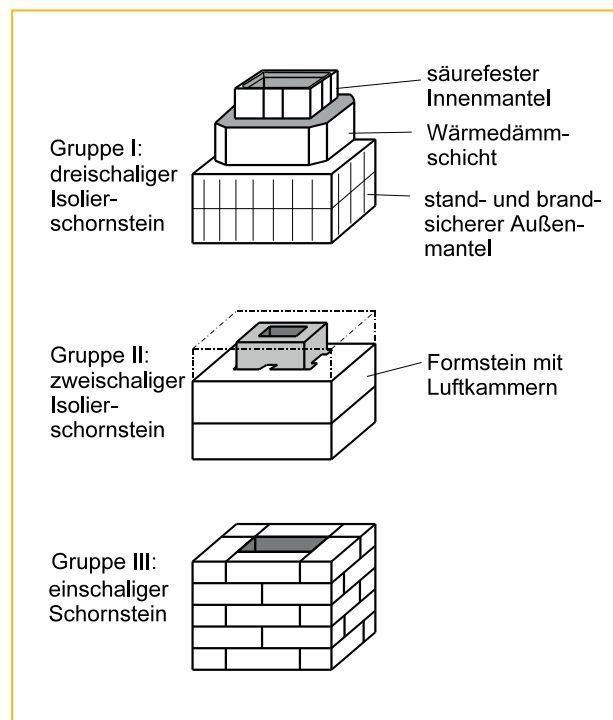 säurefester
Innenmantel
Wärmedämm-
schicht
Gruppe I:
dreischaliger
Isolier-
schornstein
stand- und brand-
sicherer Außen-
mantel
Gruppe II:
zweischaliger
Isolier-
schornstein
Formstein mit
Luftkammern
Gruppe III:
einschaliger
Schornstein